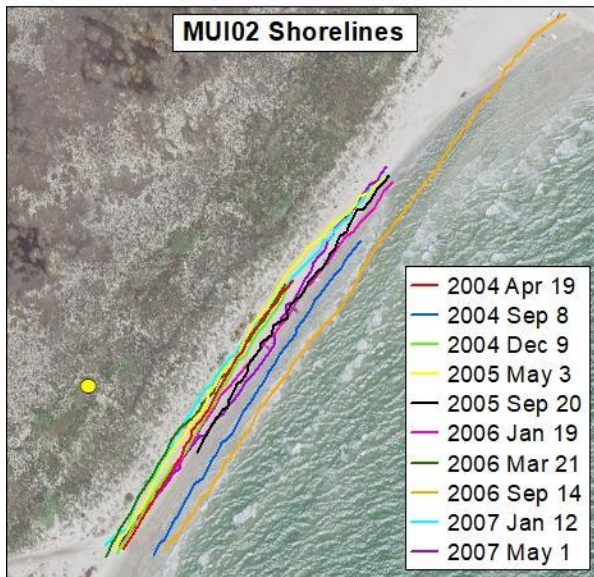 MUI02 Shorelines
2004 Apr 19
2004 Sep 8
2004 Dec 9
2005 May 3
2005 Sep 20
2006 Jan 19
2006 Mar 21
2006 Sep 14
2007 Jan 12
2007 May 1